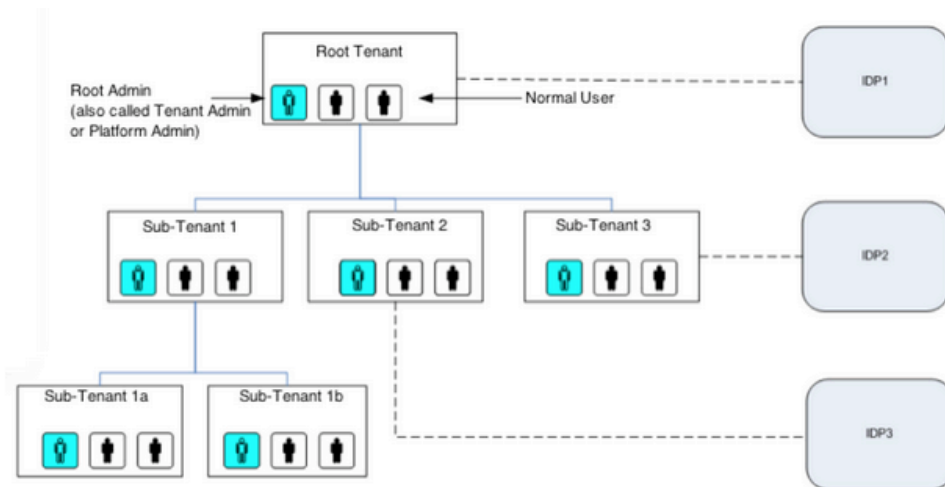 Root Tenant
IDP1
Root Admin
(also called Tenant Admin
or Platform Admin)
Normal User
Sub-Tenant 1
Sub-Tenant 2
Sub-Tenant 3
IDP2
Sub-Tenant 1a
Sub-Tenant 1b
IDP3